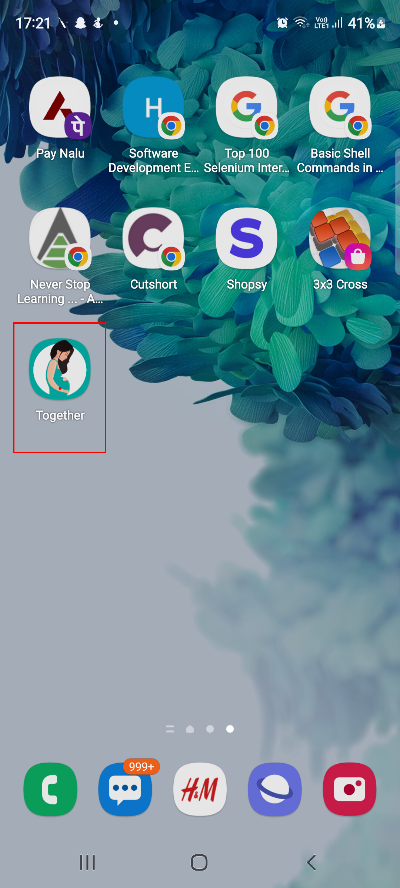 17:21
Vo))
LTE1
41%
पे
Pay Nalu
H
Software
Development E...
G
Top 100
Selenium Inter...
G
Basic Shell
Commands in ...
Never Stop
Learning ... - A...
C
Cutshort
S
Shopsy
3x3 Cross
Together
999+
H&M